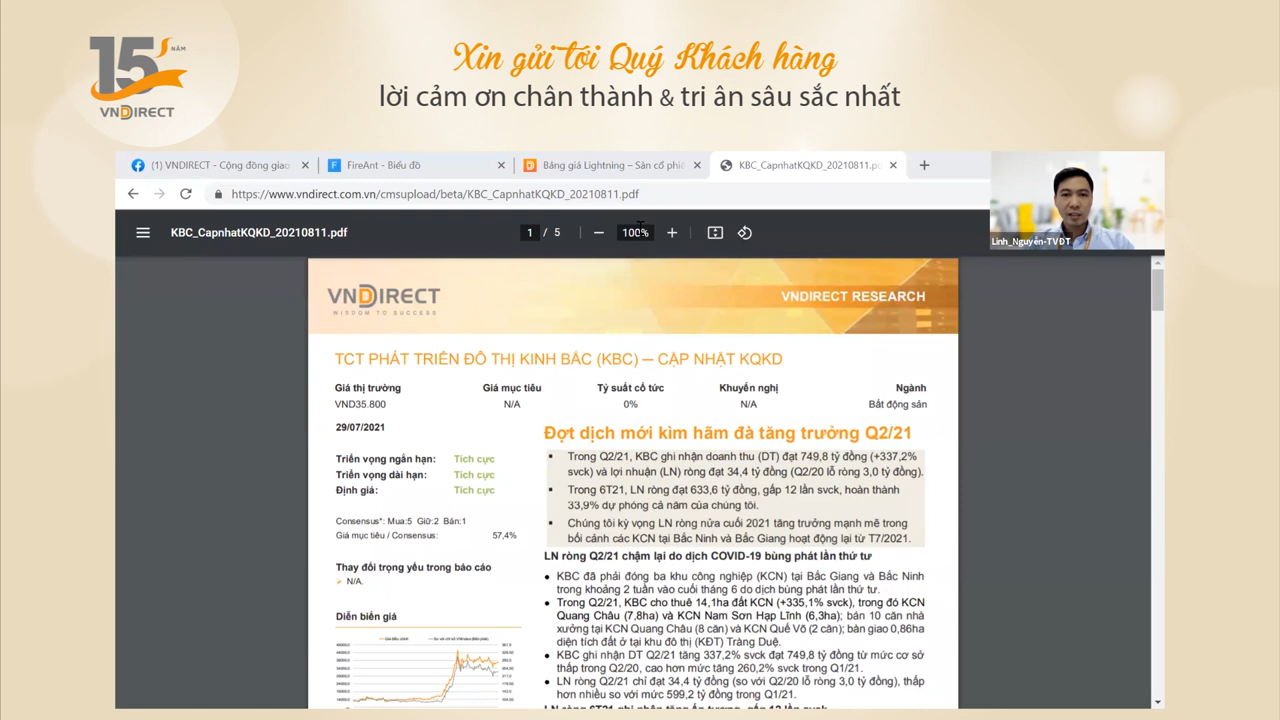 15 NĂM
VNDIRECT
Xin gửi tới Quý Khách hàng
lời cảm ơn chân thành & tri ân sâu sắc nhất
(1) VNDIRECT - Cộng đồng giao
FireAnt - Biểu đồ
Bảng giá Lightning – Sàn cổ phiế
KBC_CapnhatKQKD_20210811.pd
https://www.vndirect.com.vn/cmsupload/beta/KBC_CapnhatKQKD_20210811.pdf
KBC_CapnhatKQKD_20210811.pdf
1 / 5
100%
Linh_Nguyễn-TVĐT
VNDIRECT
WISDOM TO SUCCESS
VNDIRECT RESEARCH
TCT PHÁT TRIỂN ĐÔ THỊ KINH BẮC (KBC) — CẬP NHẬT KQKD
Giá thị trường Giá mục tiêu Tỷ suất cổ tức Khuyến nghị Ngành
VND35.800 N/A 0% N/A Bất động sản
29/07/2021
Triển vọng ngắn hạn: Tích cực
Triển vọng dài hạn: Tích cực
Định giá: Tích cực
Consensus*: Mua:5 Giữ:2 Bán:1
Giá mục tiêu / Consensus: 57,4%
Thay đổi trọng yếu trong báo cáo
N/A.
Diễn biến giá
Đợt dịch mới kìm hãm đà tăng trưởng Q2/21
Trong Q2/21, KBC ghi nhận doanh thu (DT) đạt 749,8 tỷ đồng (+337,2%
svck) và lợi nhuận (LN) ròng đạt 34,4 tỷ đồng (Q2/20 lỗ ròng 3,0 tỷ đồng).
Trong 6T21, LN ròng đạt 633,6 tỷ đồng, gấp 12 lần svck, hoàn thành
33,9% dự phóng cả năm của chúng tôi.
Chúng tôi kỳ vọng LN ròng nửa cuối 2021 tăng trưởng mạnh mẽ trong
bối cảnh các KCN tại Bắc Ninh và Bắc Giang hoạt động lại từ T7/2021.
LN ròng Q2/21 chậm lại do dịch COVID-19 bùng phát lần thứ tư
KBC đã phải đóng ba khu công nghiệp (KCN) tại Bắc Giang và Bắc Ninh
trong khoảng 2 tuần vào cuối tháng 6 do dịch bùng phát lần thứ tư.
Trong Q2/21, KBC cho thuê 14,1ha đất KCN (+335,1% svck), trong đó KCN
Quang Châu (7,8ha) và KCN Nam Sơn Hạp Lĩnh (6,3ha); bán 10 căn nhà
xưởng tại KCN Quang Châu (8 căn) và KCN Quế Võ (2 căn); bàn giao 0,86ha
diện tích đất ở tại khu đô thị (KĐT) Tràng Duệ.
KBC ghi nhận DT Q2/21 tăng 337,2% svck đạt 749,8 tỷ đồng từ mức cơ sở
thấp trong Q2/20, cao hơn mức tăng 260,2% svck trong Q1/21.
LN ròng Q2/21 chỉ đạt 34,4 tỷ đồng (so với Q2/20 lỗ ròng 3,0 tỷ đồng), thấp
hơn nhiều so với mức 599,2 tỷ đồng trong Q1/21.